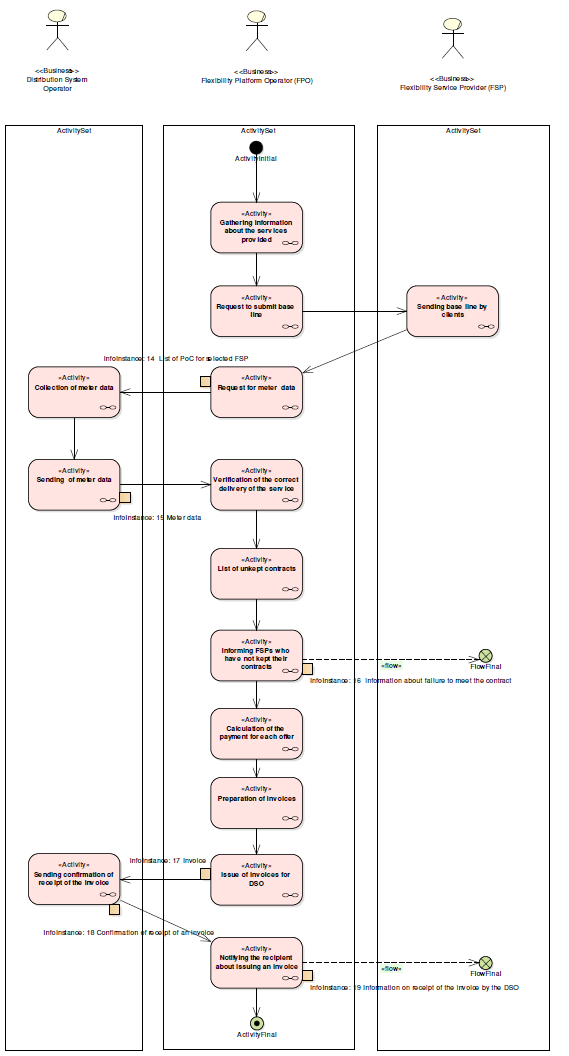 <<Business>>
Distribution System
Operator
<<Business>>
Flexibility Platform Operator (FPO)
<<Business>>
Flexibility Service Provider (FSP)
ActivitySet
ActivitySet
ActivitySet
ActivityInitial
«Activity»
Gathering information
about the services
provided
«Activity»
Request to submit base
line
«Activity»
Sending base line by
clients
InfoInstance: 14 List of PoC for selected FSP
«Activity»
Collection of meter data
«Activity»
Request for meter data
«Activity»
Sending of meter data
«Activity»
Verification of the correct
delivery of the service
InfoInstance: 15 Meter data
«Activity»
List of unkept contracts
«Activity»
Informing FSPs who
have not kept their
contracts
«flow»
FlowFinal
InfoInstance: 16 Information about failure to meet the contract
«Activity»
Calculation of the
payment for each offer
«Activity»
Preparation of invoices
InfoInstance: 17 Invoice
«Activity»
Sending confirmation of
receipt of the invoice
«Activity»
Issue of invoices for
DSO
InfoInstance: 18 Confirmation of receipt of an invoice
«Activity»
Notifying the recipient
about issuing an invoice
«flow»
FlowFinal
InfoInstance: 19 Information on receipt of the invoice by the DSO
ActivityFinal